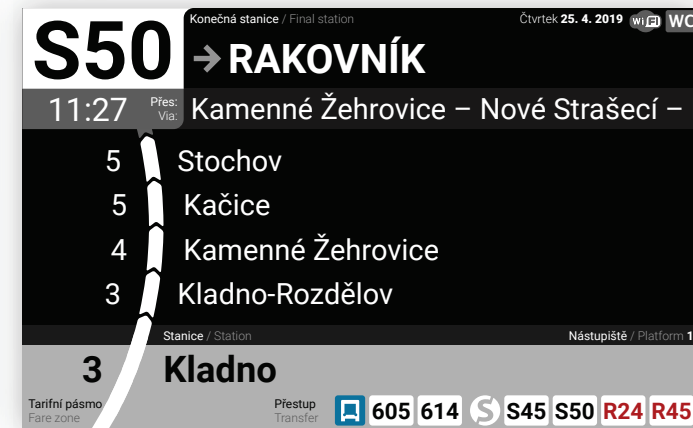 S50
Konečná stanice / Final station
Čtvrtek 25. 4. 2019 WiFi WC
→ RAKOVNÍK
11:27 Přes: Via: Kamenné Žehrovice – Nové Strašecí –
5 Stochov
5 Kačice
4 Kamenné Žehrovice
3 Kladno-Rozdělov
Stanice / Station
Nástupiště / Platform 1
3 Kladno
Tarifní pásmo
Fare zone
Přestup
Transfer
605 614 S S45 S50 R24 R45